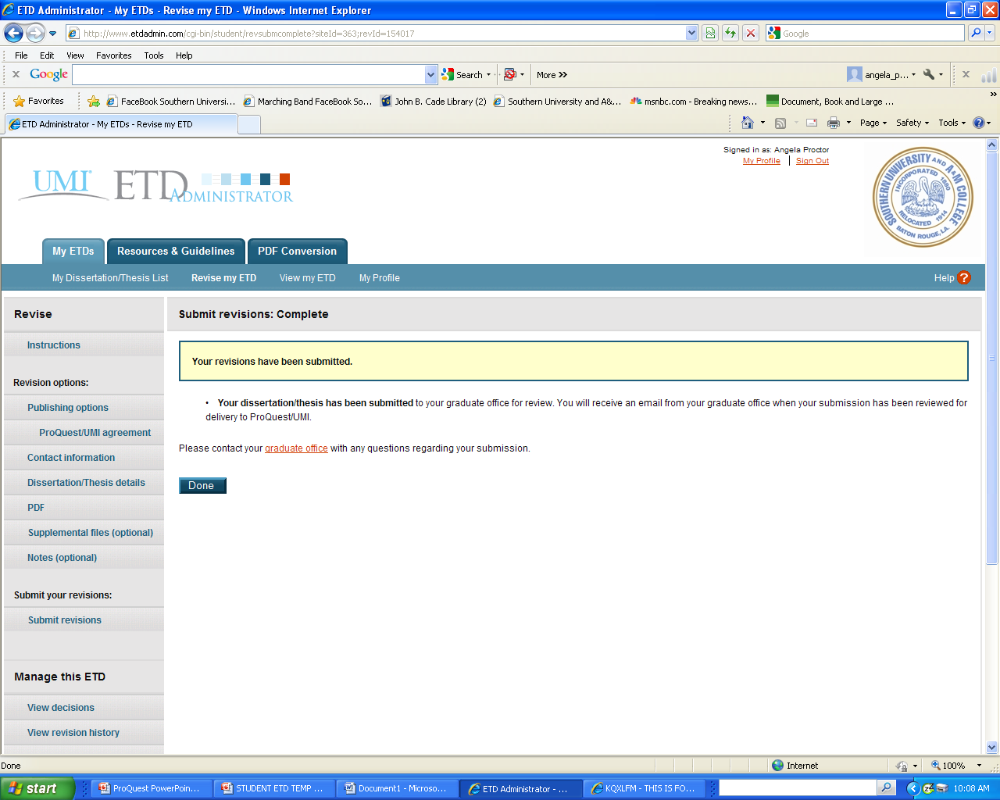 ETD Administrator - My ETDs - Revise my ETD - Windows Internet Explorer
http://www.etdadmin.com/cgi-bin/student/revsubmcomplete?siteId=363;revId=154017
Google
File Edit View Favorites Tools Help
x Google Search More >> angela_p... x
Favorites FaceBook Southern Universi... Marching Band FaceBook So... John B. Cade Library (2) Southern University and A&... msnbc.com - Breaking news... Document, Book and Large ... >>
ETD Administrator - My ETDs - Revise my ETD Page Safety Tools
Signed in as: Angela Proctor
My Profile | Sign Out
UMI ETD ADMINISTRATOR
SOUTHERN UNIVERSITY AND A&M COLLEGE
INCORPORATED 1880
RELOCATED 1914
BATON ROUGE, LA.
My ETDs Resources & Guidelines PDF Conversion
My Dissertation/Thesis List Revise my ETD View my ETD My Profile Help ?
Revise
Instructions
Revision options:
Publishing options
ProQuest/UMI agreement
Contact information
Dissertation/Thesis details
PDF
Supplemental files (optional)
Notes (optional)
Submit your revisions:
Submit revisions
Manage this ETD
View decisions
View revision history
Submit revisions: Complete
Your revisions have been submitted.
• Your dissertation/thesis has been submitted to your graduate office for review. You will receive an email from your graduate office when your submission has been reviewed for
delivery to ProQuest/UMI.
Please contact your graduate office with any questions regarding your submission.
Done
Done Internet 100%
start ProQuest PowerPoin... STUDENT ETD TEMP ... Document1 - Microso... ETD Administrator - ... KQXLFM - THIS IS FO... 10:08 AM